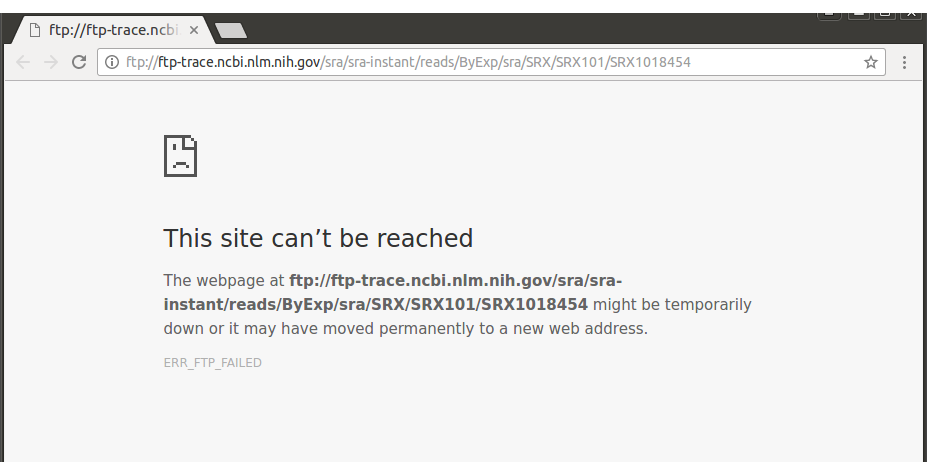 ftp://ftp-trace.ncbi
ftp://ftp-trace.ncbi.nlm.nih.gov/sra/sra-instant/reads/ByExp/sra/SRX/SRX101/SRX1018454
This site can’t be reached
The webpage at ftp://ftp-trace.ncbi.nlm.nih.gov/sra/sra-
instant/reads/ByExp/sra/SRX/SRX101/SRX1018454 might be temporarily
down or it may have moved permanently to a new web address.
ERR_FTP_FAILED